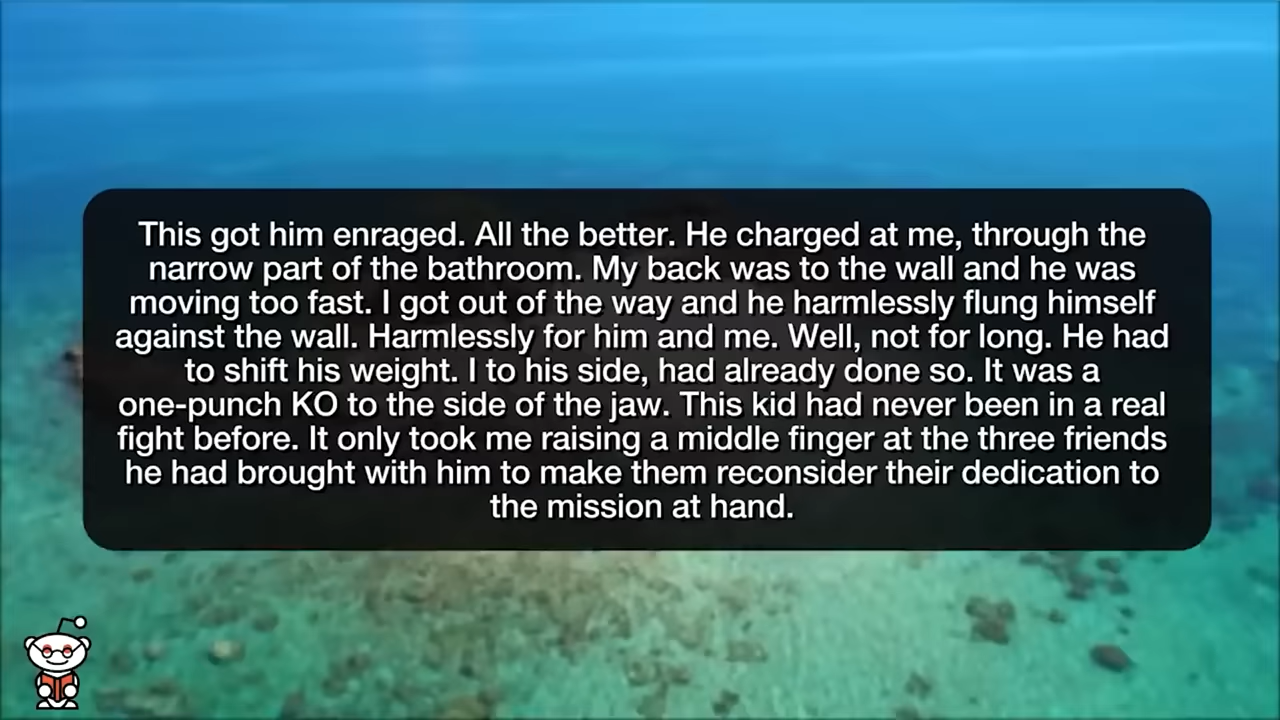 This got him enraged. All the better. He charged at me, through the
narrow part of the bathroom. My back was to the wall and he was
moving too fast. I got out of the way and he harmlessly flung himself
against the wall. Harmlessly for him and me. Well, not for long. He had
to shift his weight. I to his side, had already done so. It was a
one-punch KO to the side of the jaw. This kid had never been in a real
fight before. It only took me raising a middle finger at the three friends
he had brought with him to make them reconsider their dedication to
the mission at hand.